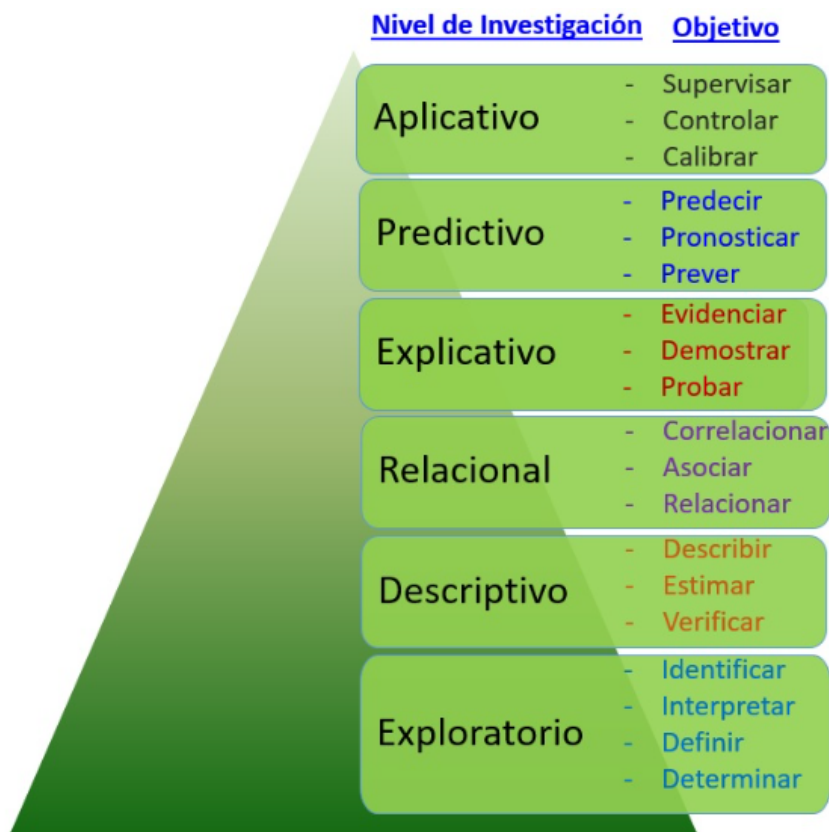 Nivel de Investigación Objetivo
Aplicativo
- Supervisar
- Controlar
- Calibrar
Predictivo
- Predecir
- Pronosticar
- Prever
Explicativo
- Evidenciar
- Demostrar
- Probar
Relacional
- Correlacionar
- Asociar
- Relacionar
Descriptivo
- Describir
- Estimar
- Verificar
Exploratorio
- Identificar
- Interpretar
- Definir
- Determinar